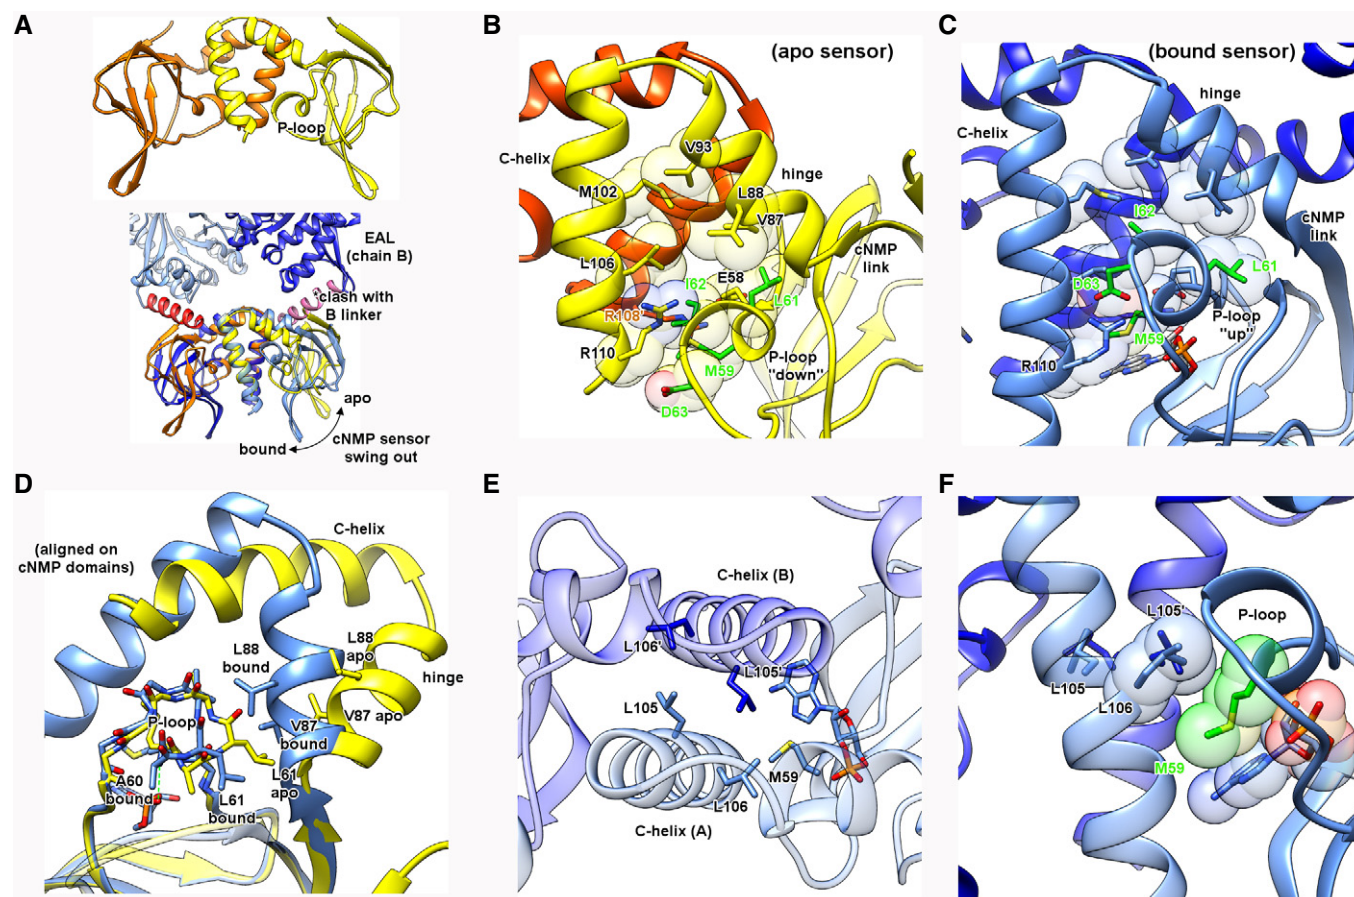 A
P-loop
EAL
(chain B)
clash with
B linker
apo
bound
cNMP sensor
swing out
B
(apo sensor)
C-helix
V93
M102
hinge
L88
V87
cNMP
link
L106
E58
I62
L61
R108'
R110
M59
P-loop
"down"
D63
C
(bound sensor)
hinge
C-helix
I62
cNMP
link
D63
L61
P-loop
"up"
M59
R110
D
C-helix
(aligned on
cNMP domains)
L88
bound
L88
apo
hinge
P-loop
V87 apo
V87
bound
A60
bound
L61
apo
L61
bound
E
C-helix (B)
L106'
L105'
L105
M59
L106
C-helix (A)
F
L105'
P-loop
L105
L106
M59